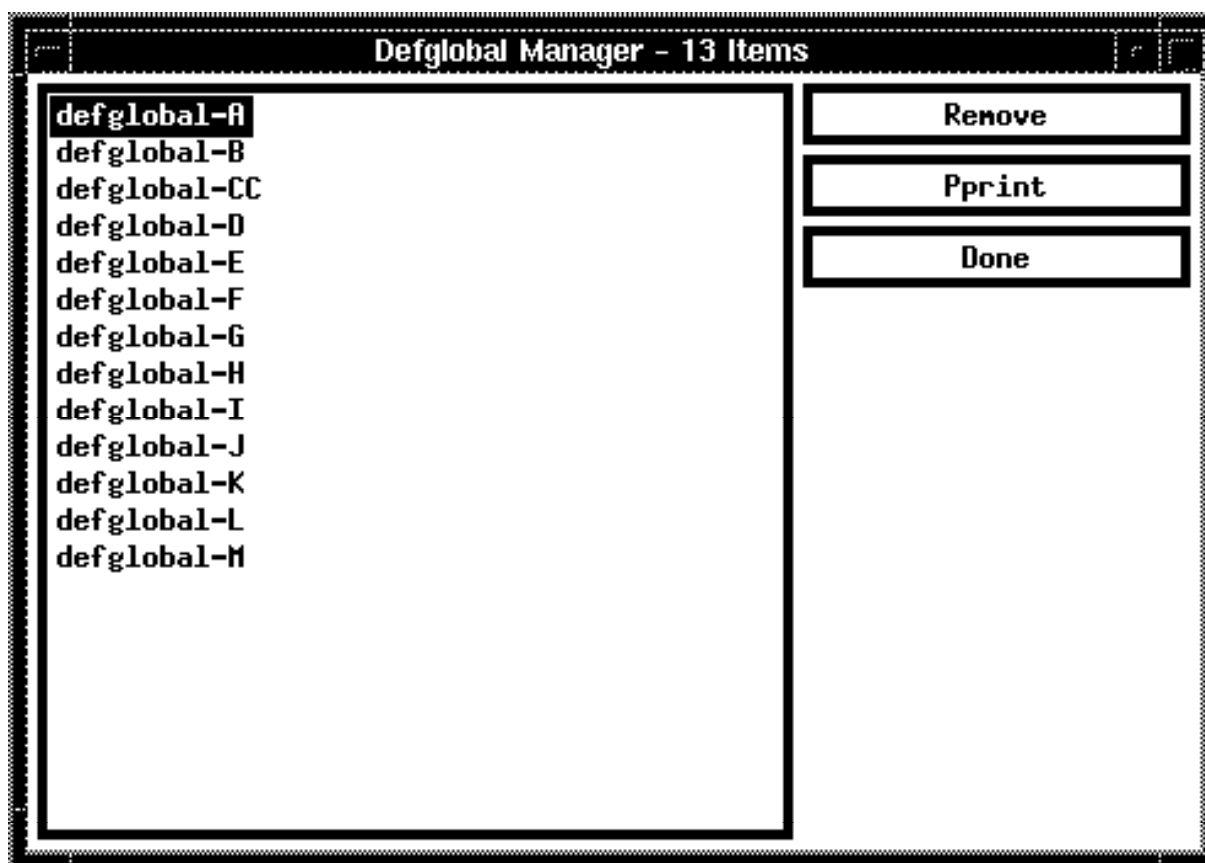 Defglobal Manager - 13 Items
defglobal-A
defglobal-B
defglobal-CC
defglobal-D
defglobal-E
defglobal-F
defglobal-G
defglobal-H
defglobal-I
defglobal-J
defglobal-K
defglobal-L
defglobal-M
Remove
Pprint
Done